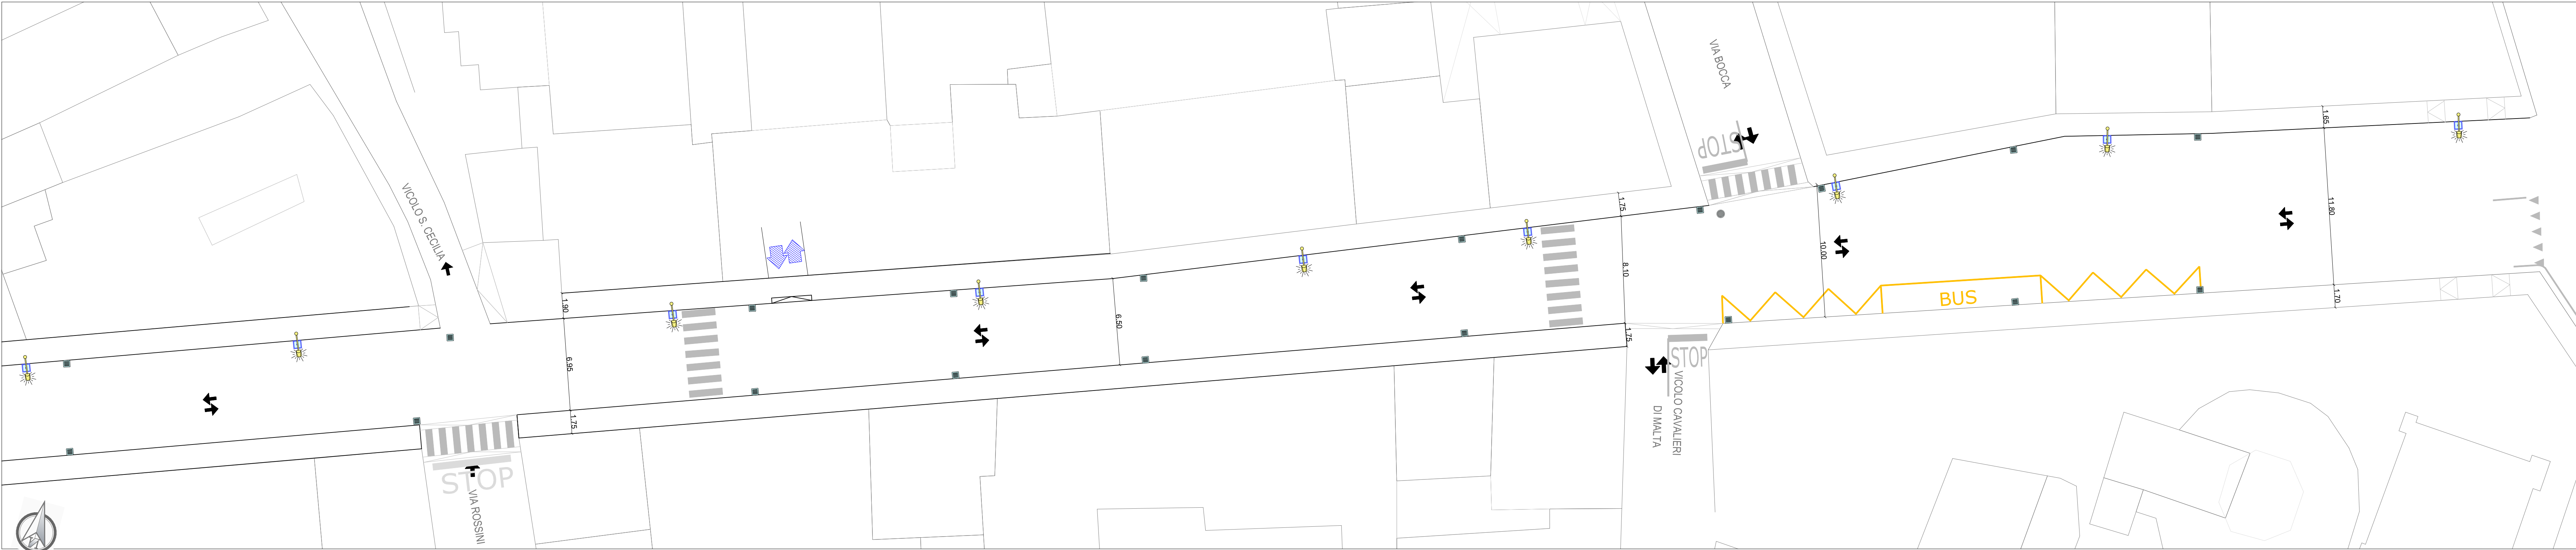 VIA BOCCA
STOP
VICOLO S. CECILIA
1.65
11.80
1.70
1.75
8.10
1.75
10.00
BUS
1.90
6.95
1.75
6.50
STOP
VICOLO CAVALIERI
DI MALTA
STOP
VIA ROSSINI